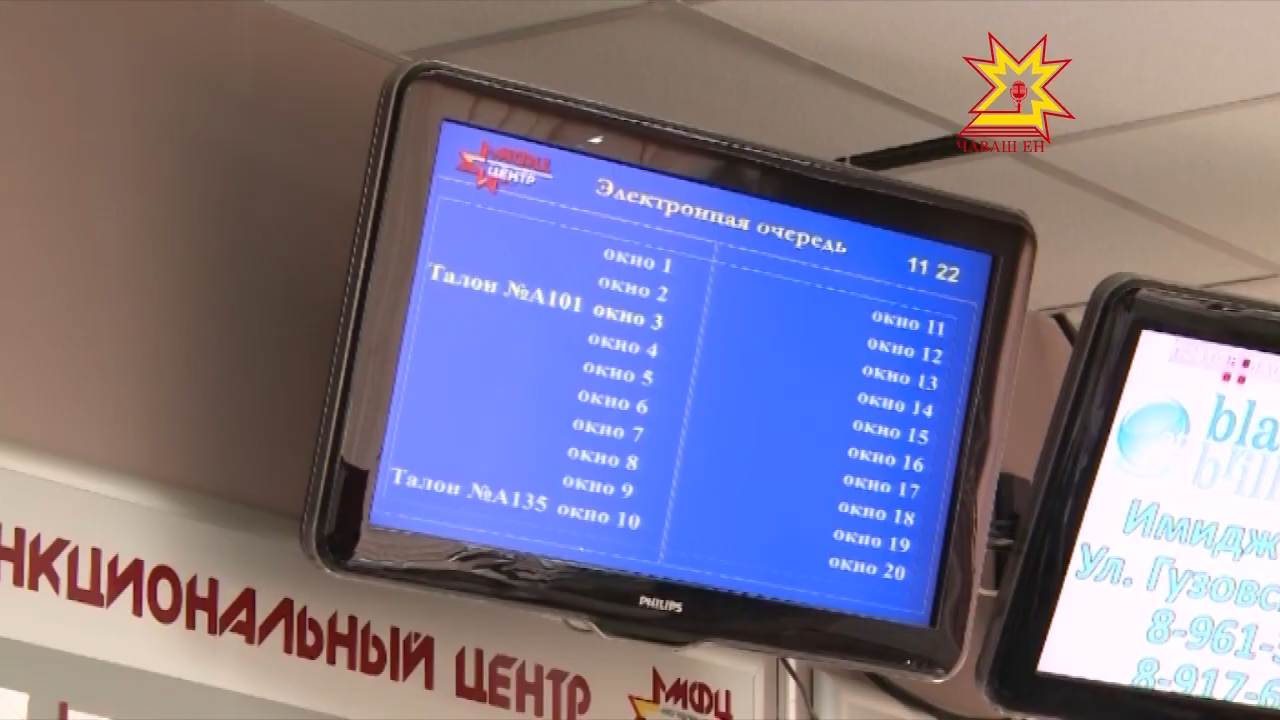 ЧӐВАШ ЕН
ЦЕНТР
Электронная очередь
11 22
окно 1
окно 2
Талон №А101 окно 3
окно 4
окно 5
окно 6
окно 7
окно 8
окно 9
Талон №А135 окно 10
окно 11
окно 12
окно 13
окно 14
окно 15
окно 16
окно 17
окно 18
окно 19
окно 20
PHILIPS
НКЦИОНАЛЬНЫЙ ЦЕНТР
МФЦ
bla
Имидж
Ул. Гузовс
8-961-
8-917-6